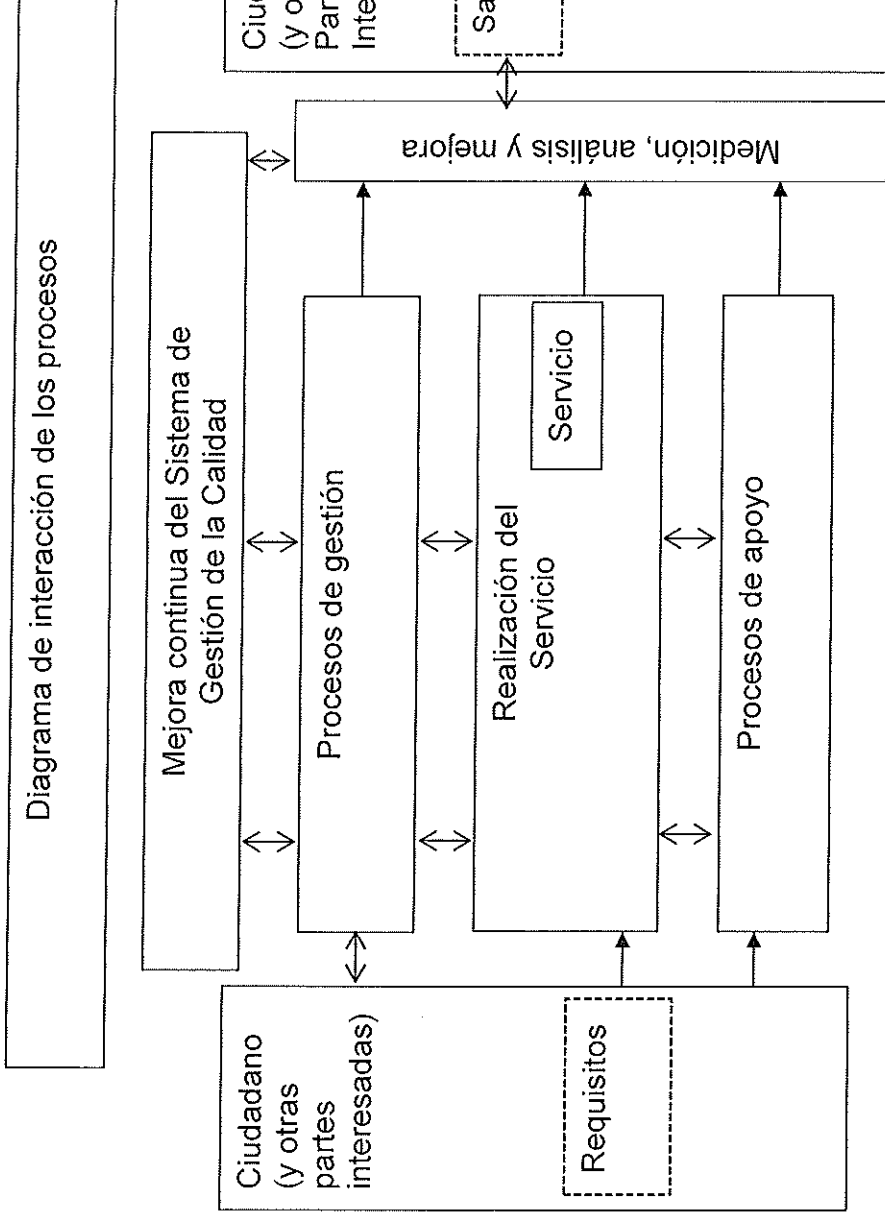 Diagrama de interacción de los procesos
Mejora continua del Sistema de
Gestión de la Calidad
Ciudadano
(y otras
partes
interesadas)
Requisitos
Procesos de gestión
Realización del
Servicio
Servicio
Procesos de apoyo
Medición, análisis y mejora
(y o